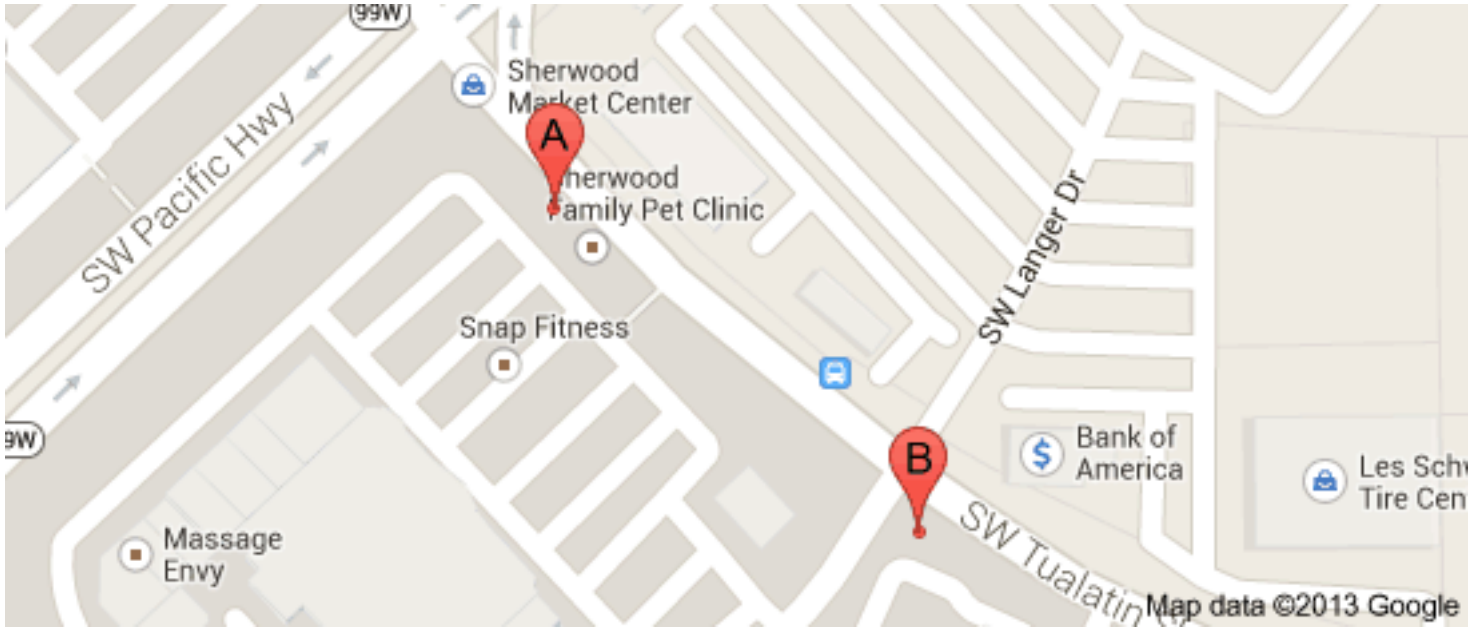 99W
Sherwood
Market Center
A
Sherwood
Family Pet Clinic
SW Pacific Hwy
SW Langer Dr
Snap Fitness
9W
B
Bank of
America
$
Les Schw
Tire Cen
SW Tualatin
Massage
Envy
Map data ©2013 Google